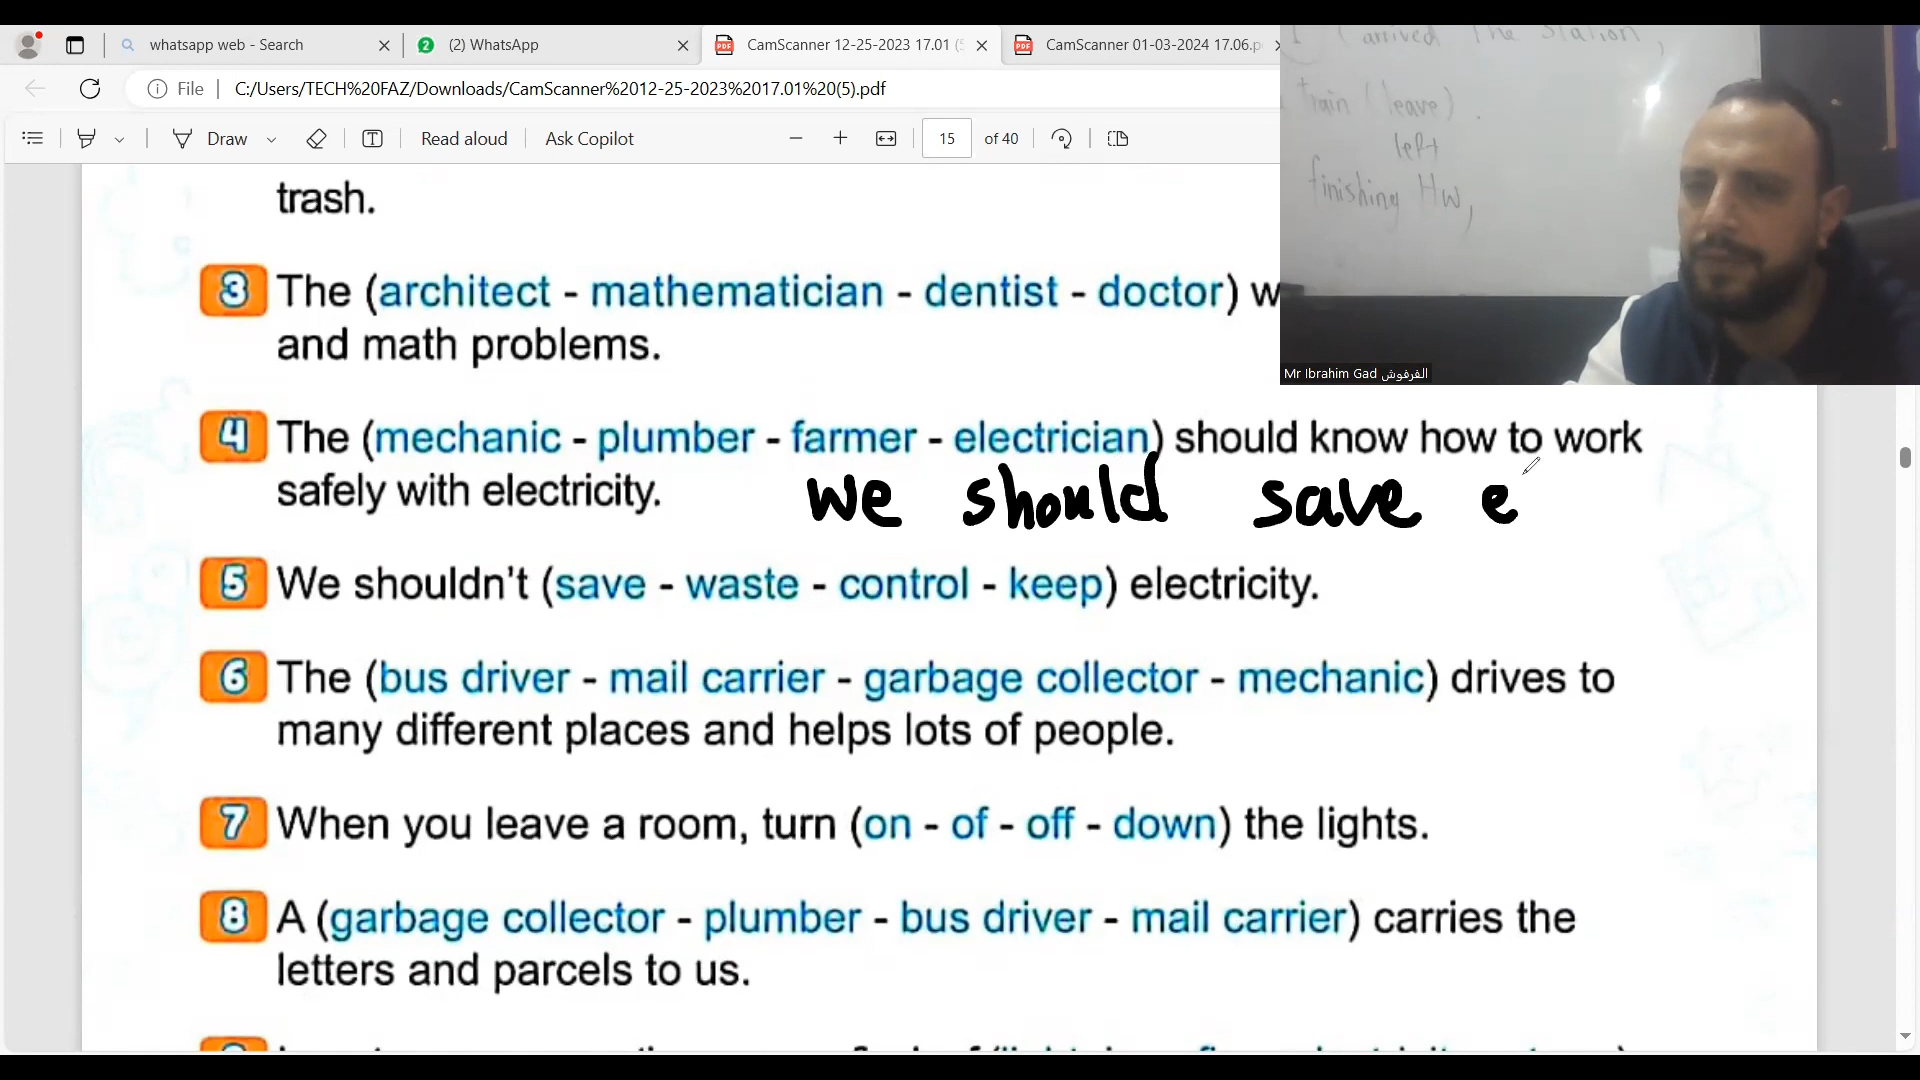 whatsapp web - Search
2 (2) WhatsApp
CamScanner 12-25-2023 17.01 (5
CamScanner 01-03-2024 17.06.p
File C:/Users/TECH%20FAZ/Downloads/CamScanner%2012-25-2023%2017.01%20(5).pdf
Draw Read aloud Ask Copilot 15 of 40
I (arrived The Station,
train (leave).
left
finishing Hw,
Mr Ibrahim Gad الفرفوش
trash.
3 The (architect - mathematician - dentist - doctor) w
and math problems.
4 The (mechanic - plumber - farmer - electrician) should know how to work
safely with electricity. we should save e
5 We shouldn't (save - waste - control - keep) electricity.
6 The (bus driver - mail carrier - garbage collector - mechanic) drives to
many different places and helps lots of people.
7 When you leave a room, turn (on - of - off - down) the lights.
8 A (garbage collector - plumber - bus driver - mail carrier) carries the
letters and parcels to us.